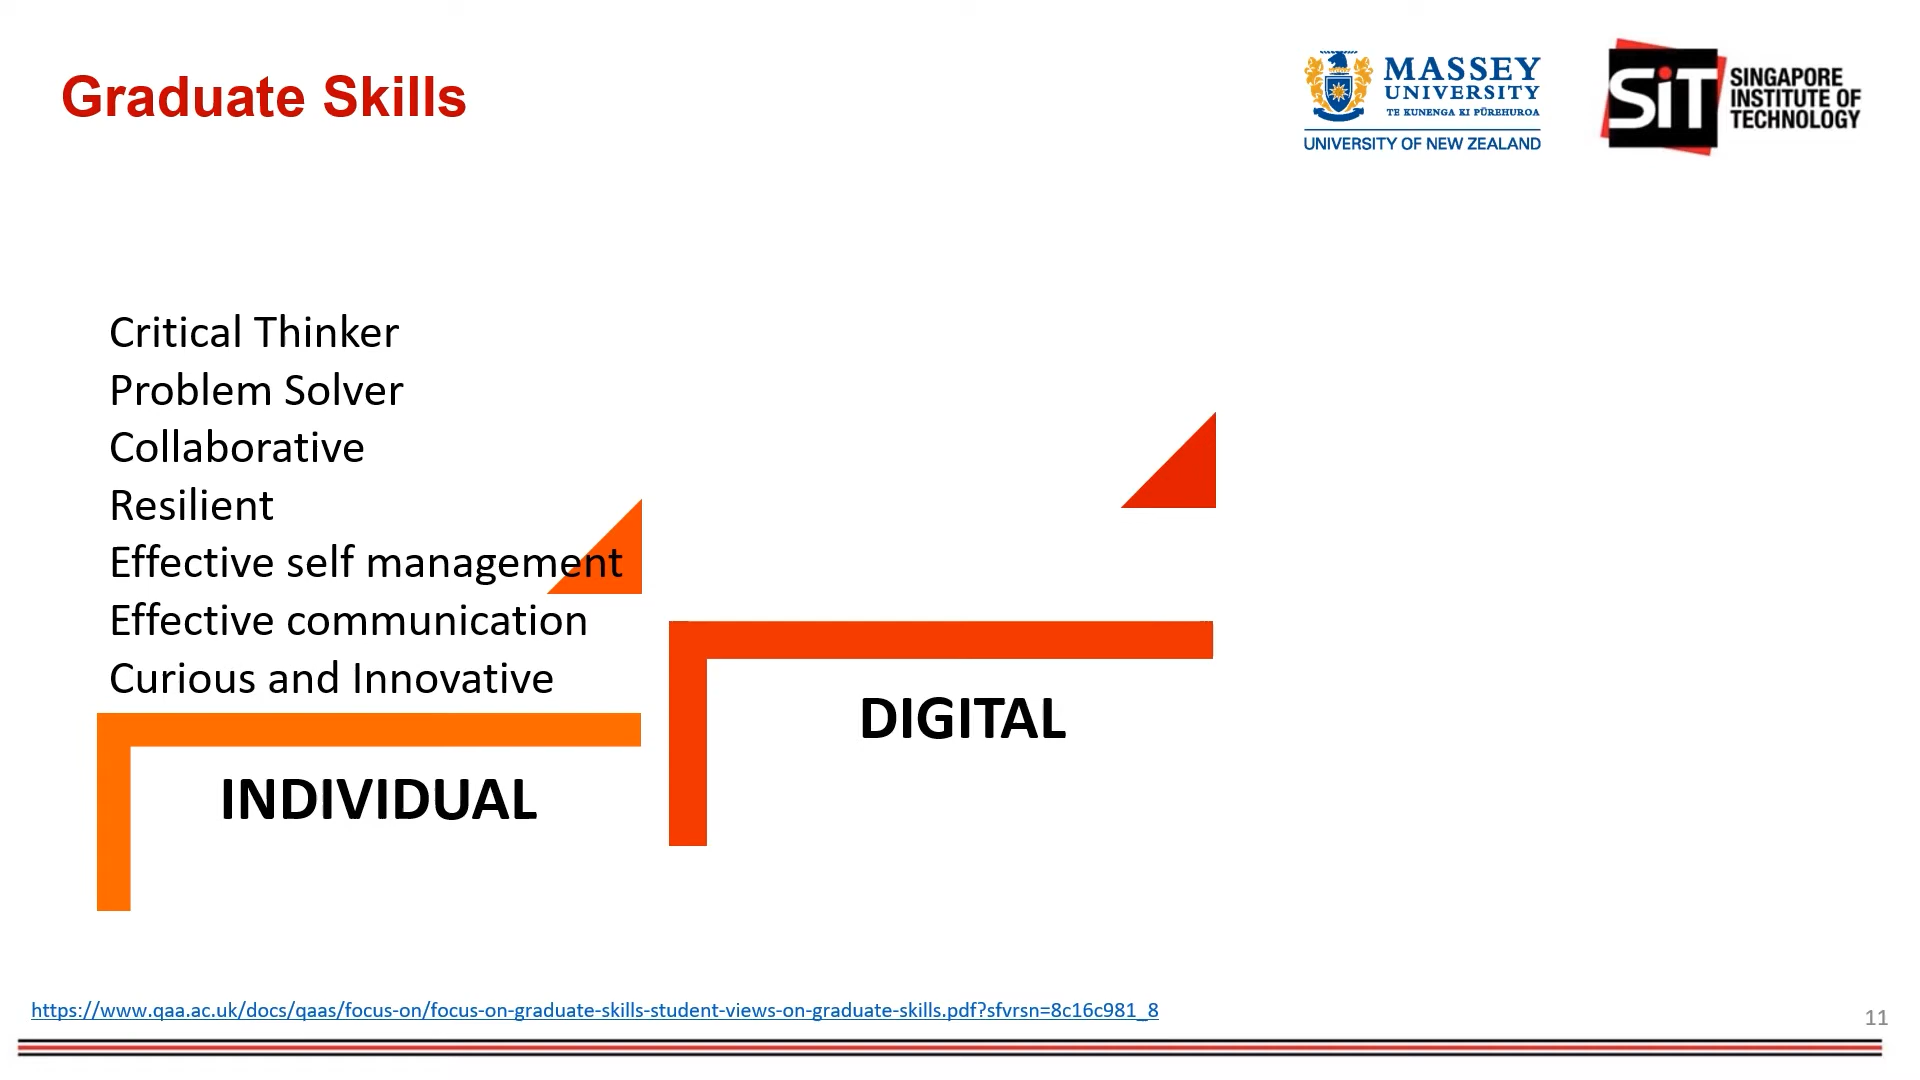 Graduate Skills
MASSEY
UNIVERSITY
TE KUNENGA KI PŪREHUROA
UNIVERSITY OF NEW ZEALAND
SiT
SINGAPORE
INSTITUTE OF
TECHNOLOGY
Critical Thinker
Problem Solver
Collaborative
Resilient
Effective self management
Effective communication
Curious and Innovative
INDIVIDUAL
DIGITAL
https://www.qaa.ac.uk/docs/qaas/focus-on/focus-on-graduate-skills-student-views-on-graduate-skills.pdf?sfvrsn=8c16c981_8
11